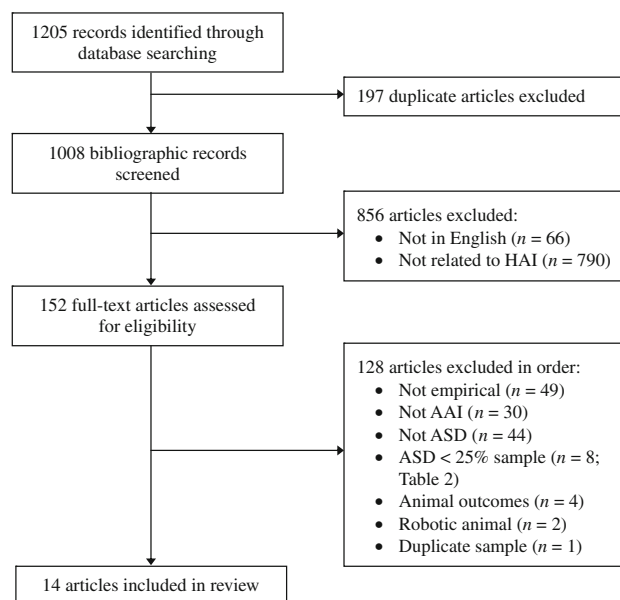 1205 records identified through
database searching
197 duplicate articles excluded
1008 bibliographic records
screened
856 articles excluded:
• Not in English (n = 66)
• Not related to HAI (n = 790)
152 full-text articles assessed
for eligibility
128 articles excluded in order:
• Not empirical (n = 49)
• Not AAI (n = 30)
• Not ASD (n = 44)
• ASD < 25% sample (n = 8;
Table 2)
• Animal outcomes (n = 4)
• Robotic animal (n = 2)
• Duplicate sample (n = 1)
14 articles included in review